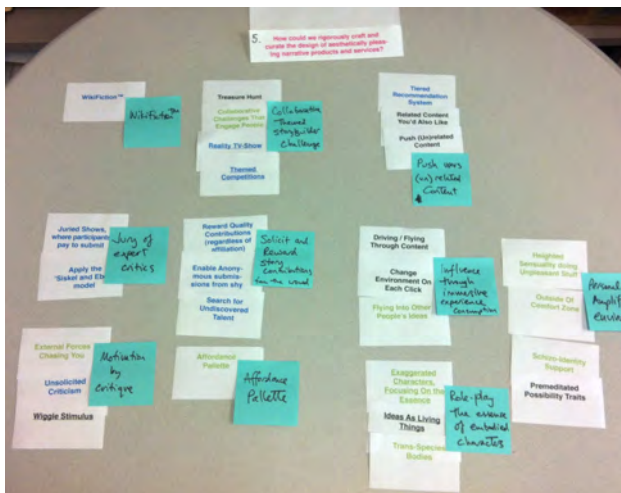 5. How could we rigorously craft and
curate the design of aesthetically pleas-
ing narrative products and services?
WikiFiction™
WikiFiction™
Treasure Hunt
Collaborative
Challenges That
Engage People
Reality TV-Show
Themed
Competitions
Collaborative
Themed
Storybuilder
Challenge
Tiered
Recommendation
System
Related Content
You'd Also Like
Push (Un)related
Content
Push users
(un)related
Content
Juried Shows,
where participants
pay to submit
Apply the
'Siskel and Eb
model
Jury of
expert
critics
Reward Quality
Contributions
(regardless of
affiliation)
Enable Anony-
mous submis-
sions from shy
Search for
Undiscovered
Talent
Solicit and
Reward
story
contributions
from the
Driving / Flying
Through Content
Change
Environment On
Each Click
Flying Into Other
People's Ideas
Influence
through
immersive
experience
consumption
Heighted
Sensuality
Unpleasant Stuff
Outside Of
Comfort Zone
Personal
Amplif
Envir
External Forces
Chasing You
Unsolicited
Criticism
Wiggle Stimulus
Motivation
by
critique
Affordance
Pallette
Affordance
Pallette
Exaggerated
Characters,
Focusing On the
Essence
Ideas As Living
Things
Trans-Species
Bodies
Role-play
the essence
of embodied
character
Schizo-Identity
Support
Premeditated
Possibility Traits